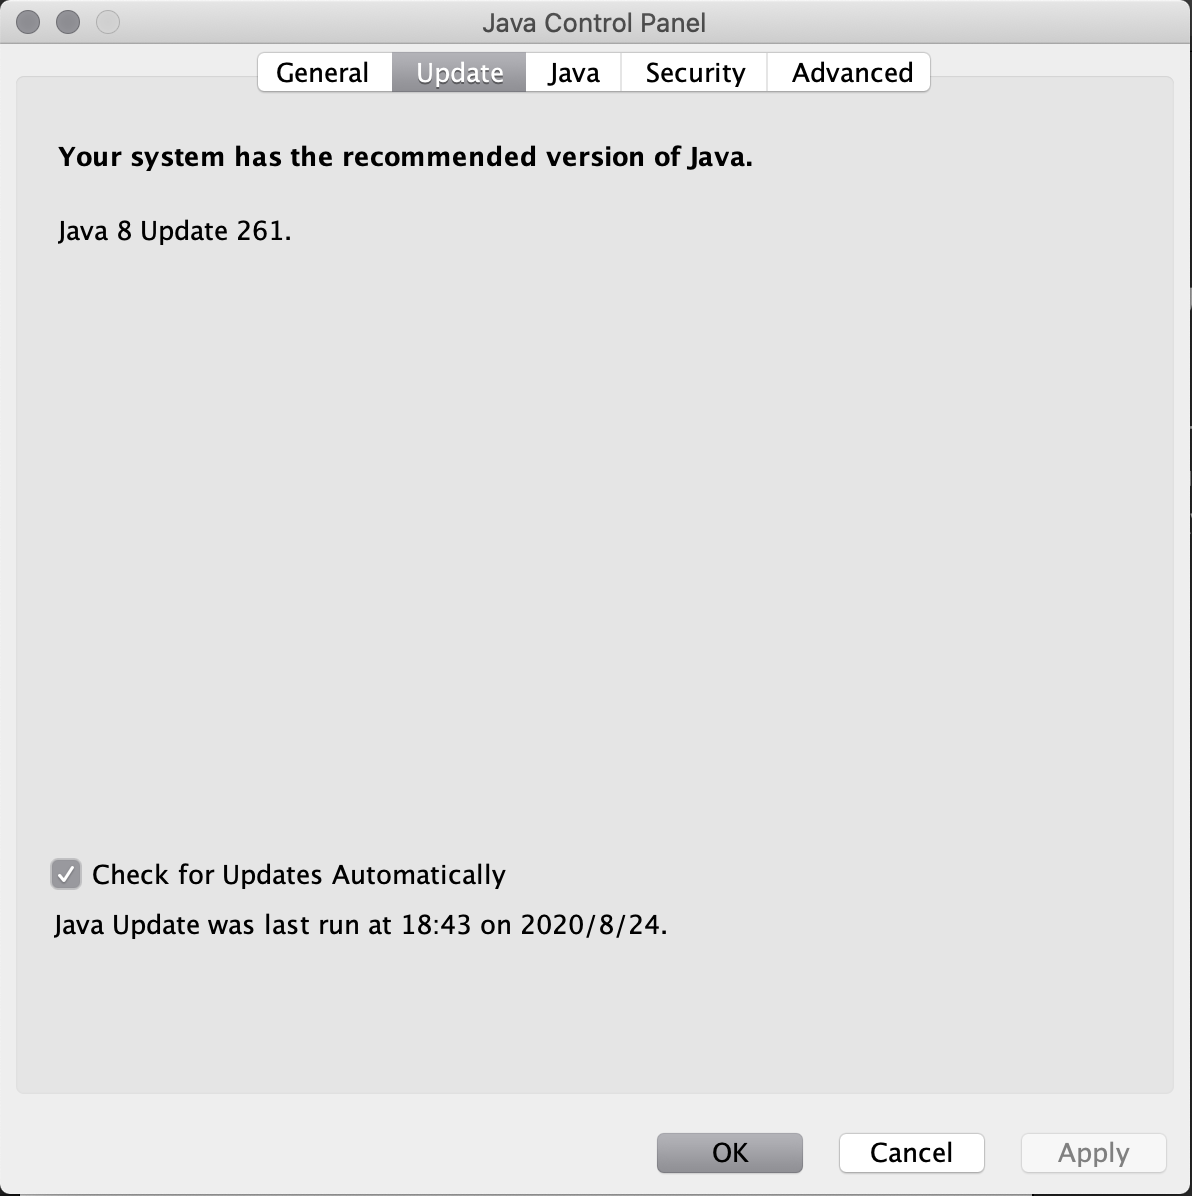 Java Control Panel
General Update Java Security Advanced
Your system has the recommended version of Java.
Java 8 Update 261.
Check for Updates Automatically
Java Update was last run at 18:43 on 2020/8/24.
OK Cancel Apply